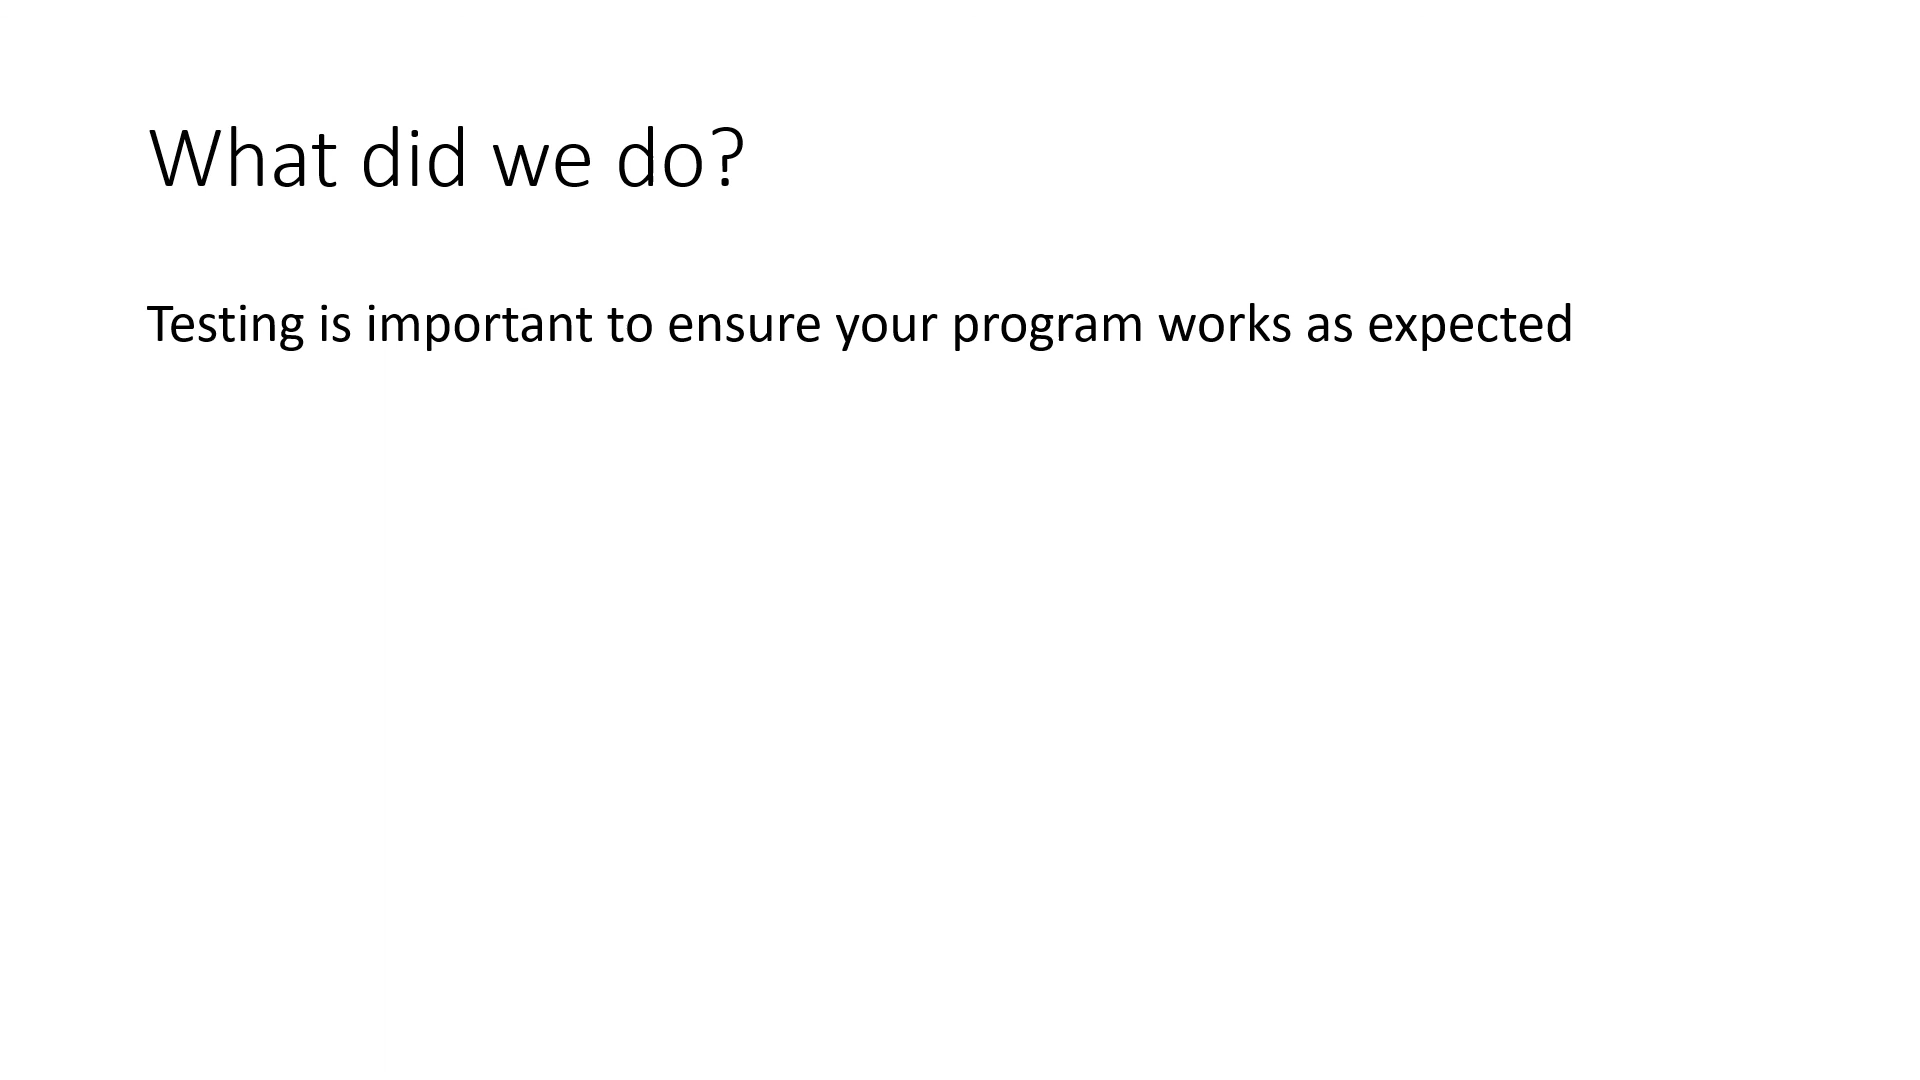 What did we do?
Testing is important to ensure your program works as expected